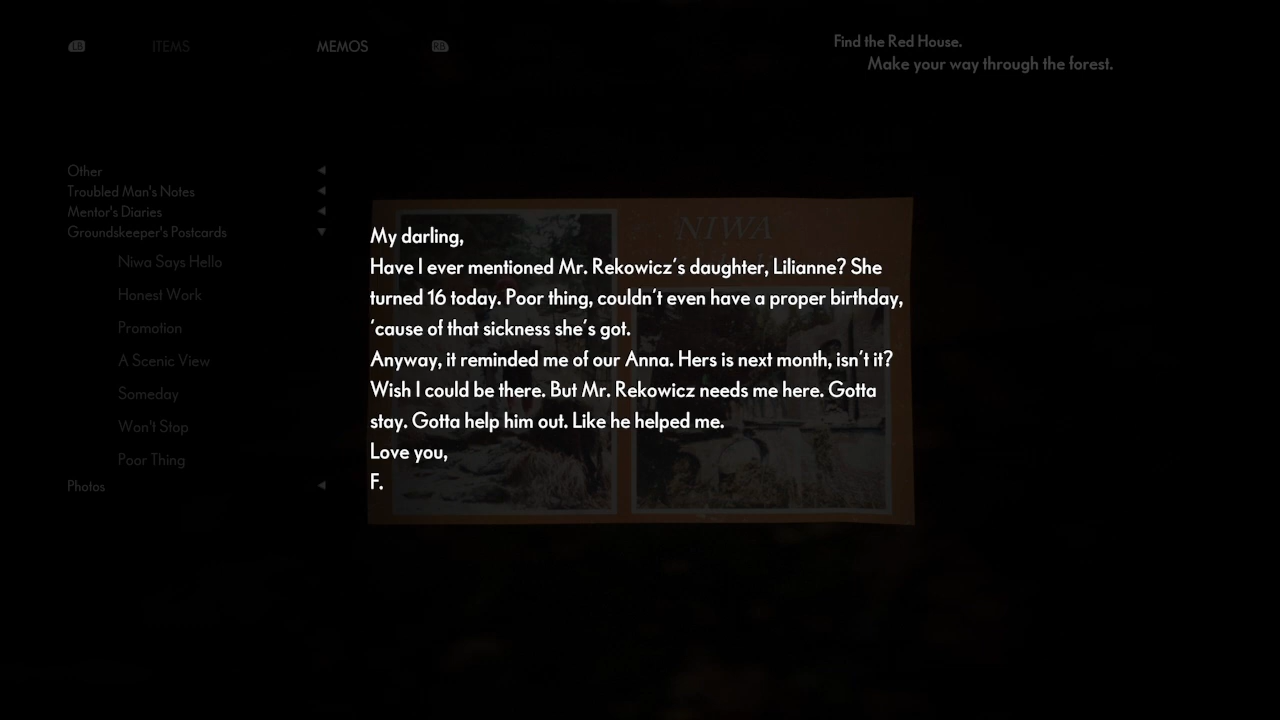 LB ITEMS MEMOS RB
Find the Red House.
Make your way through the forest.
Other
Troubled Man's Notes
Mentor's Diaries
Groundskeeper's Postcards
Niwa Says Hello
Honest Work
Promotion
A Scenic View
Someday
Won't Stop
Poor Thing
Photos
NIWA
My darling,
Have I ever mentioned Mr. Rekowicz's daughter, Lilianne? She
turned 16 today. Poor thing, couldn't even have a proper birthday,
'cause of that sickness she's got.
Anyway, it reminded me of our Anna. Hers is next month, isn't it?
Wish I could be there. But Mr. Rekowicz needs me here. Gotta
stay. Gotta help him out. Like he helped me.
Love you,
F.